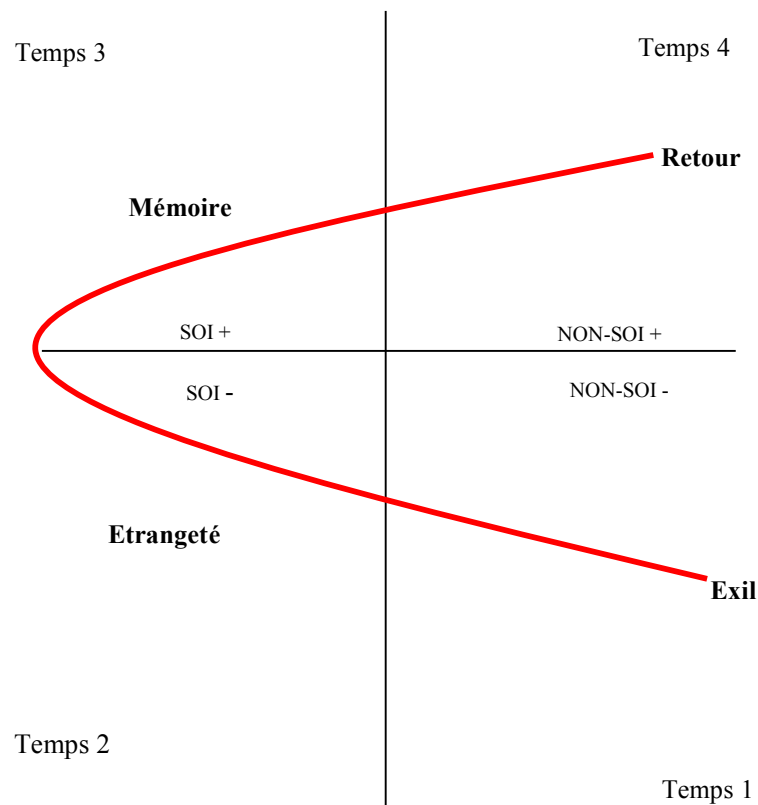 Temps 3
Temps 4
Retour
Mémoire
SOI +
NON-SOI +
SOI -
NON-SOI -
Etrangeté
Exil
Temps 2
Temps 1